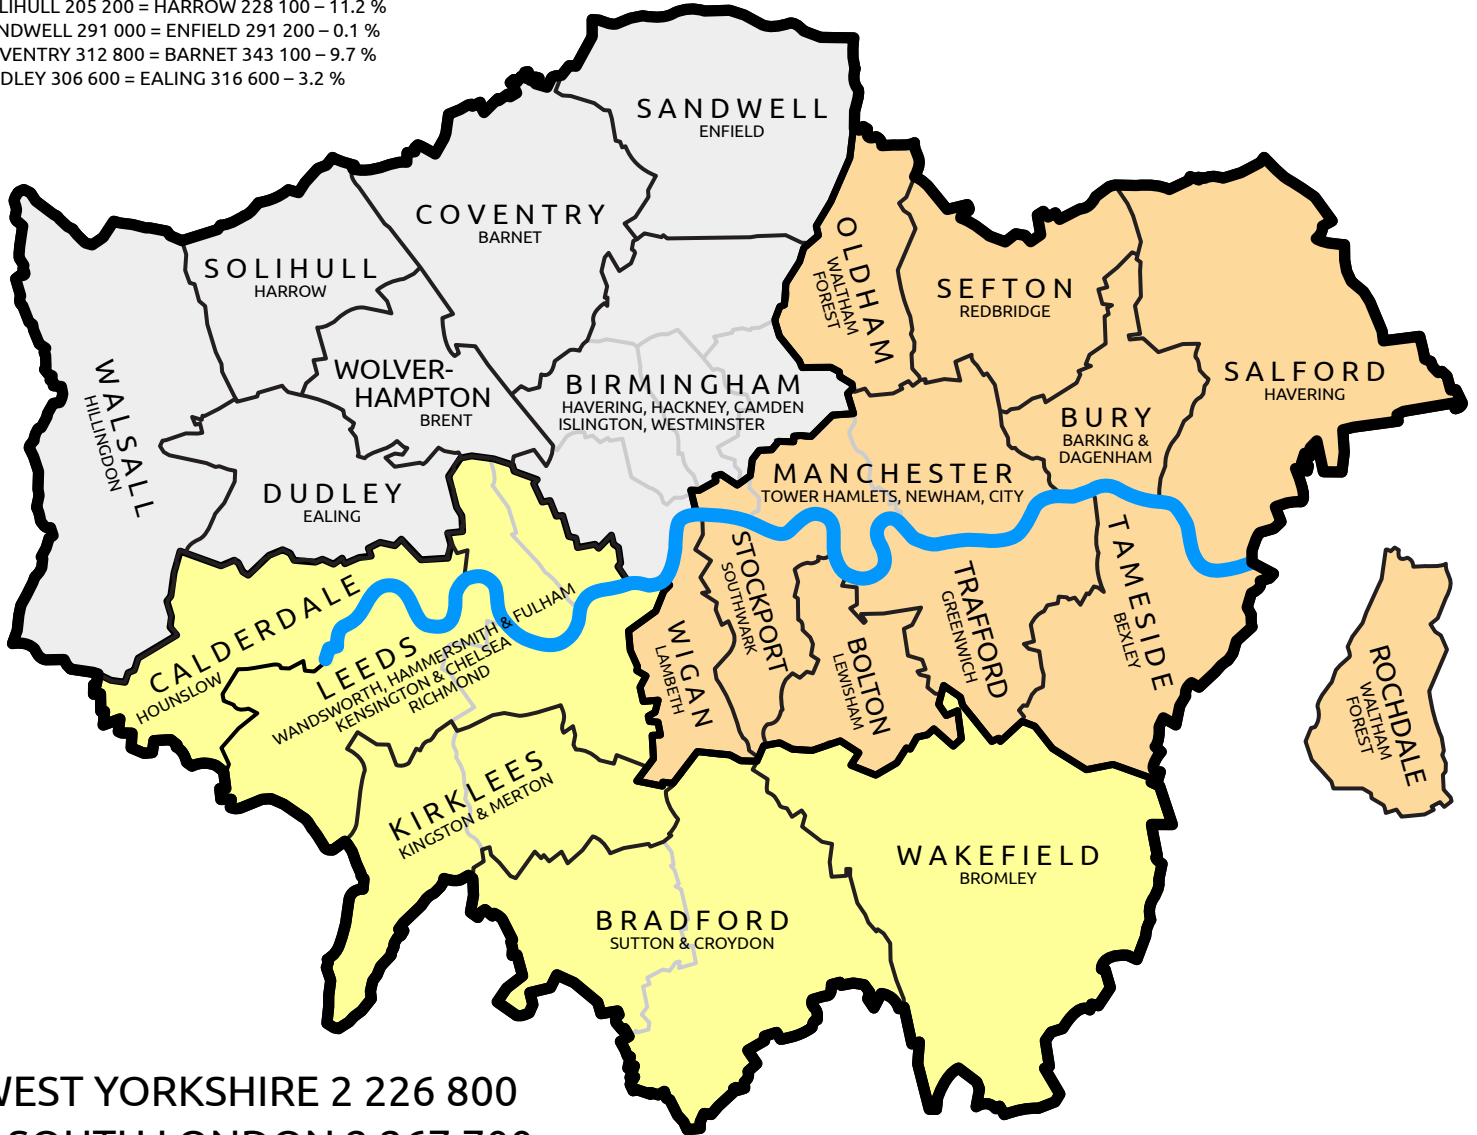 LIHULL 205 200 = HARROW 228 100 – 11.2 %
NDWELL 291 000 = ENFIELD 291 200 – 0.1 %
VENTRY 312 800 = BARNET 343 100 – 9.7 %
DLEY 306 600 = EALING 316 600 – 3.2 %
SANDWELL
ENFIELD
COVENTRY
BARNET
SOLIHULL
HARROW
OLDHAM
WALTHAM
FOREST
SEFTON
REDBRIDGE
WALSALL
HILLINGDON
WOLVER-
HAMPTON
BRENT
BIRMINGHAM
HAVERING, HACKNEY, CAMDEN
ISLINGTON, WESTMINSTER
SALFORD
HAVERING
BURY
BARKING &
DAGENHAM
MANCHESTER
TOWER HAMLETS, NEWHAM, CITY
DUDLEY
EALING
CALDERDALE
HOUNSLOW
LEEDS
WANDSWORTH, HAMMERSMITH & FULHAM
KENSINGTON & CHELSEA
RICHMOND
WIGAN
LAMBETH
STOCKPORT
SOUTHWARK
BOLTON
LEWISHAM
TRAFFORD
GREENWICH
TAMESIDE
BEXLEY
ROCHDALE
WALTHAM
FOREST
KIRKLEES
KINGSTON & MERTON
BRADFORD
SUTTON & CROYDON
WAKEFIELD
BROMLEY
WEST YORKSHIRE 2 226 800
SOUTH LONDON 2 267 700